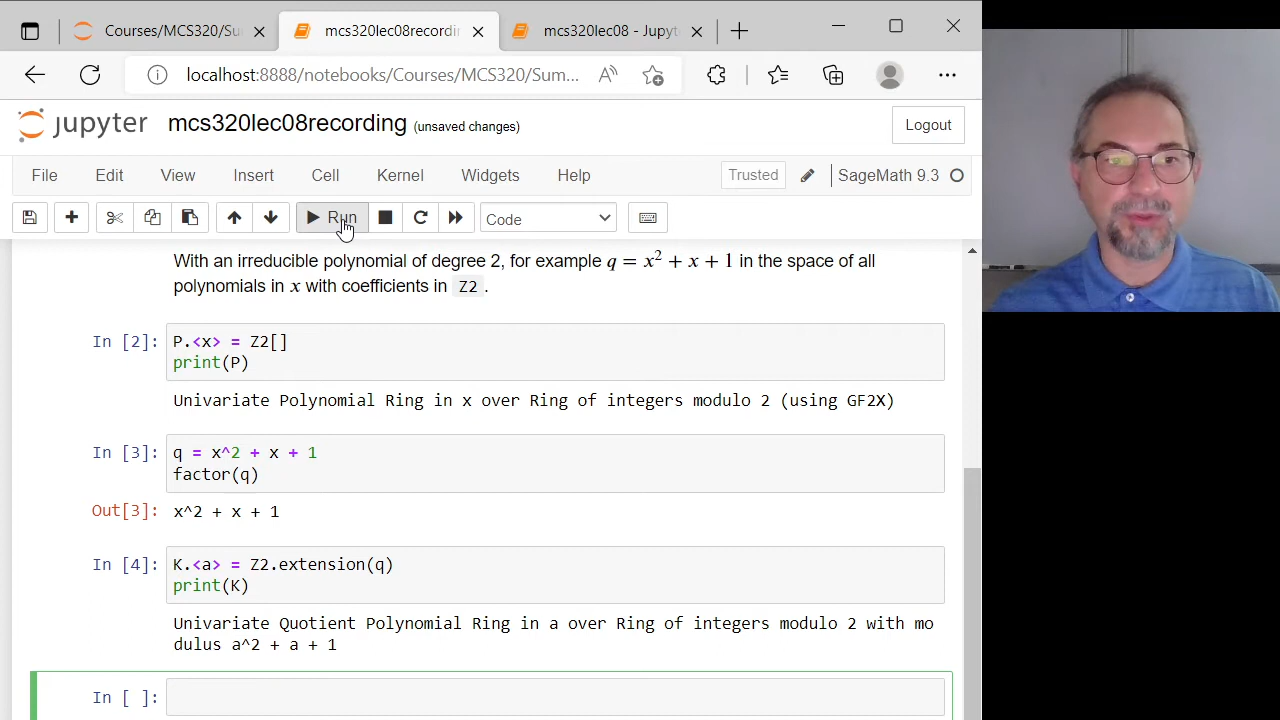 Courses/MCS320/Su
mcs320lec08recordin
mcs320lec08 - Jupyt
localhost:8888/notebooks/Courses/MCS320/Sum...
jupyter mcs320lec08recording (unsaved changes)
Logout
File Edit View Insert Cell Kernel Widgets Help Trusted SageMath 9.3
Run Code
With an irreducible polynomial of degree 2, for example q = x² + x + 1 in the space of all
polynomials in x with coefficients in Z2 .
In [2]: P.<x> = Z2[]
print(P)
Univariate Polynomial Ring in x over Ring of integers modulo 2 (using GF2X)
In [3]: q = x^2 + x + 1
factor(q)
Out[3]: x^2 + x + 1
In [4]: K.<a> = Z2.extension(q)
print(K)
Univariate Quotient Polynomial Ring in a over Ring of integers modulo 2 with mo
dulus a^2 + a + 1
In [ ]: